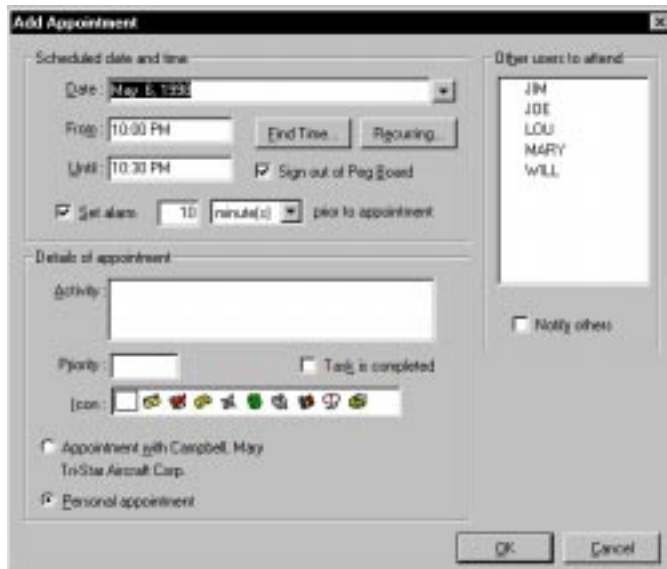 Add Appointment
Scheduled date and time
Date: May 6, 1998
From: 10:00 PM
Find Time...
Recurring...
Until: 10:30 PM
Sign out of Peg Board
Set alarm 10 minute(s) prior to appointment
Details of appointment
Activity:
Priority:
Task is completed
Icon:
Appointment with Campbell, Mary
Tri-Star Aircraft Corp.
Personal appointment
Other users to attend
JIM
JOE
LOU
MARY
WILL
Notify others
OK
Cancel